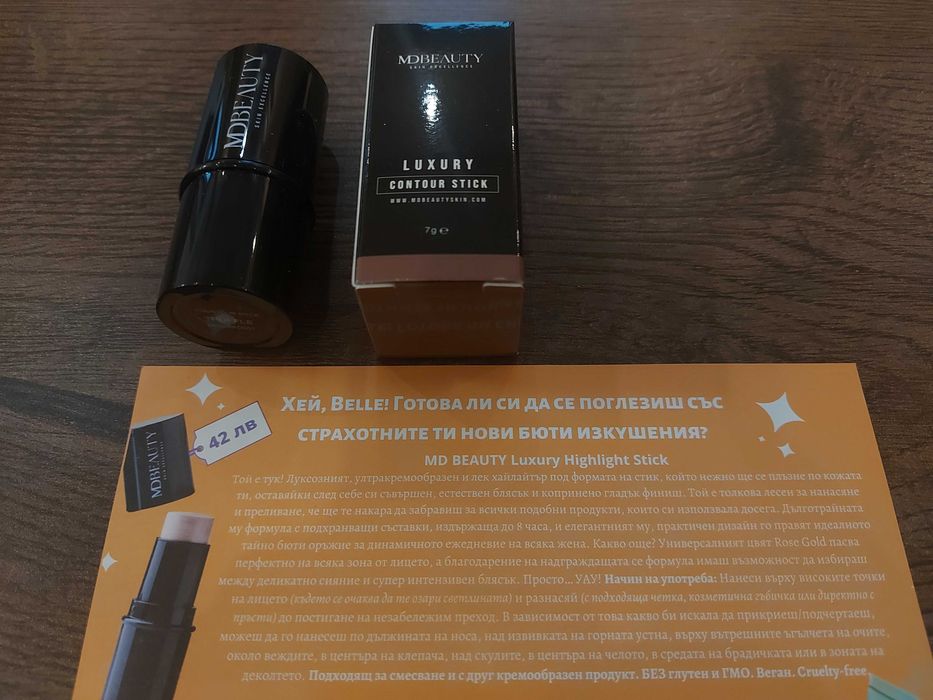 MDBEAUTY
SKIN EXCELLENCE
MDBEAUTY
SKIN EXCELLENCE
LUXURY
CONTOUR STICK
WWW.MDBEAUTYSKIN.COM
7g ℮
42 лв
MDBEAUTY
Хей, Belle! Готова ли си да се поглезиш със
страхотните ти нови бюти изкушения?
MD BEAUTY Luxury Highlight Stick
Той е тук! Луксозният, ултракремообразен и лек хайлайтър под формата на стик, който нежно ще се плъзне по кожата
ти, оставяйки след себе си съвършен, естествен блясък и копринено гладък финиш. Той е толкова лесен за нанасяне
и преливане, че ще те накара да забравиш за всички подобни продукти, които си използвала досега. Дълготрайната
му формула с подхранващи съставки, издържаща до 8 часа, и елегантният му, практичен дизайн го правят идеалното
тайно бюти оръжие за динамичното ежедневие на всяка жена. Какво още? Универсалният цвят Rose Gold пасва
перфектно на всяка зона от лицето, а благодарение на надграждащата се формула имаш възможност да избираш
между деликатно сияние и супер интензивен блясък. Просто... УАУ! Начин на употреба: Нанеси върху високите точки
на лицето (където се очаква да те озари светлината) и разнасяй (с подходяща четка, козметична гъбичка или директно с
пръсти) до постигане на незабележим преход. В зависимост от това какво би искала да прикриеш/подчертаеш,
можеш да го нанесеш по дължината на носа, над извивката на горната устна, върху вътрешните ъгълчета на очите,
около веждите, в центъра на клепача, над скулите, в центъра на челото, в средата на брадичката или в зоната на
деколтето. Подходящ за смесване и с друг кремообразен продукт. БЕЗ глутен и ГМО. Веган. Cruelty-free.